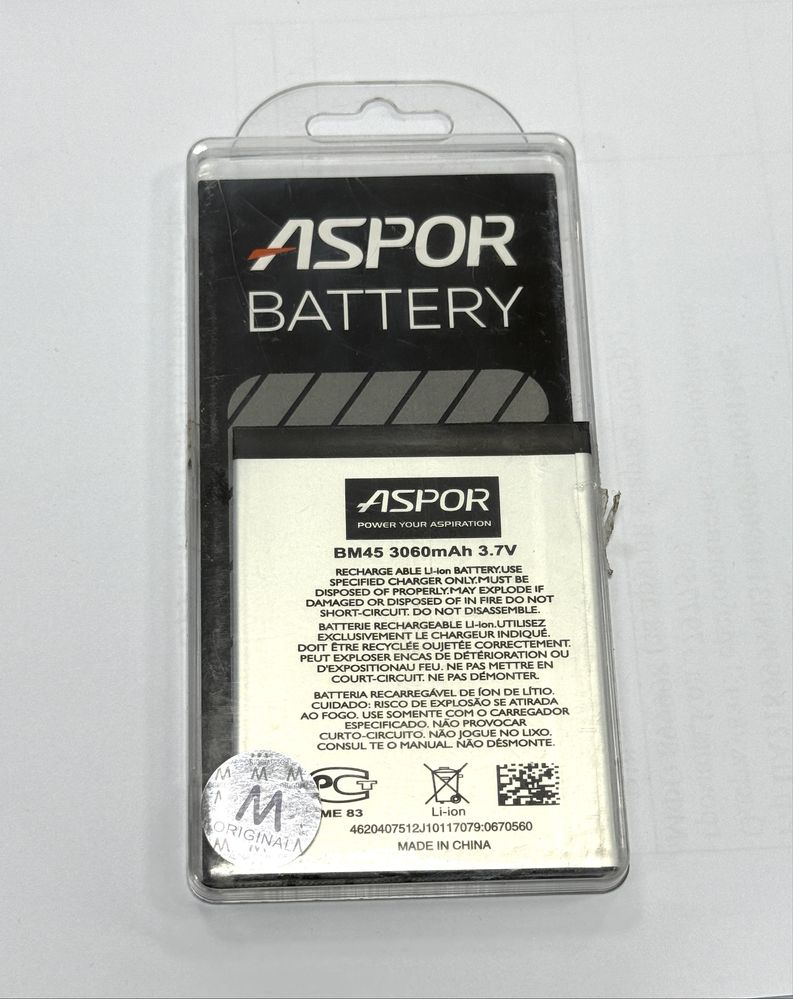 ASPOR
BATTERY
ASPOR
POWER YOUR ASPIRATION
BM45 3060mAh 3.7V
RECHARGE ABLE Li-ion BATTERY.USE
SPECIFIED CHARGER ONLY.MUST BE
DISPOSED OF PROPERLY.MAY EXPLODE IF
DAMAGED OR DISPOSED OF IN FIRE DO NOT
SHORT-CIRCUIT. DO NOT DISASSEMBLE.
BATTERIE RECHARGEABLE LI-ion.UTILISEZ
EXCLUSIVEMENT LE CHARGEUR INDIQUÉ.
DOIT ÊTRE RECYCLÉE OUJETÉE CORRECTEMENT.
PEUT EXPLOSER ENCAS DE DÉTÉRIORATION OU
D'EXPOSITIONAU FEU. NE PAS METTRE EN
COURT-CIRCUIT. NE PAS DÉMONTER.
BATTERIA RECARREGÁVEL DE ÍON DE LÍTIO.
CUIDADO: RISCO DE EXPLOSÃO SE ATIRADA
AO FOGO. USE SOMENTE COM O CARREGADOR
ESPECIFICADO. NÃO PROVOCAR
CURTO-CIRCUITO. NÃO JOGUE NO LIXO.
CONSUL TE O MANUAL. NÃO DÉSMONTE.
PCT
ME 83
Li-ion
M M M
M
ORIGINAL
4620407512J10117079:0670560
MADE IN CHINA